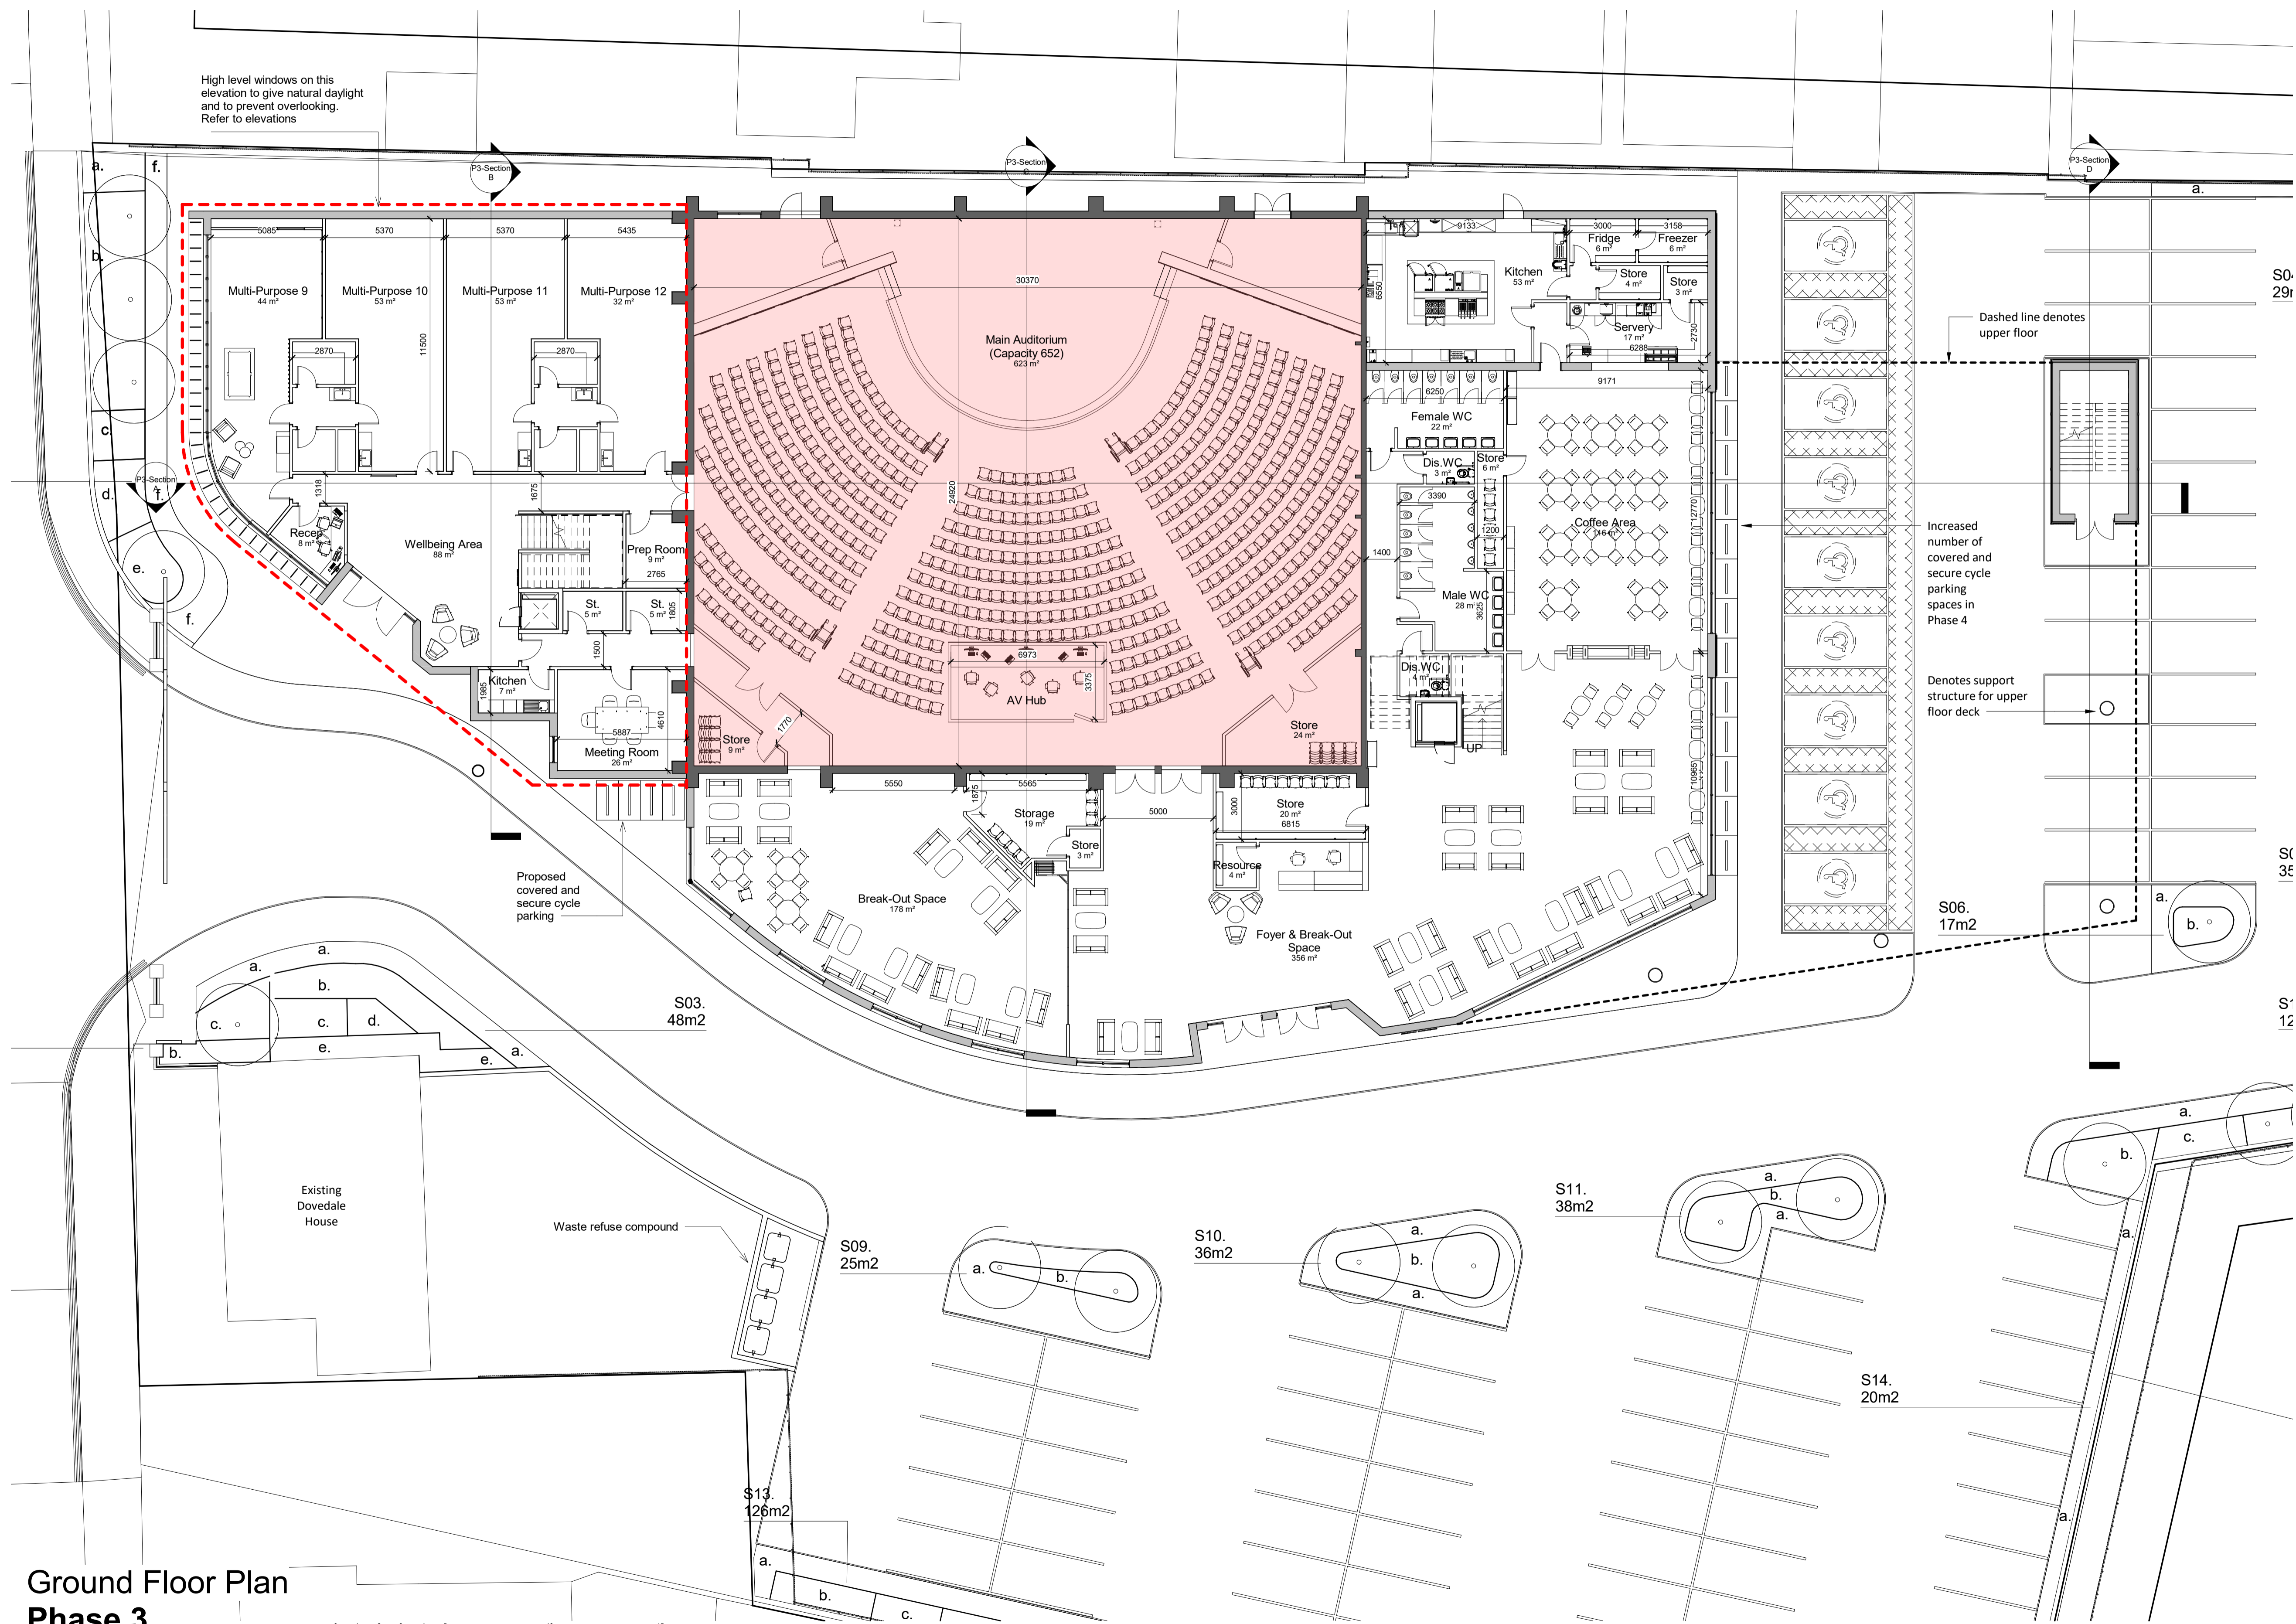 High level windows on this
elevation to give natural daylight
and to prevent overlooking.
Refer to elevations
P3-Section
B
P3-Section
P3-Section
D
P3-Section
A
a.
f.
b.
c.
d.
f.
e.
f.
a.
5085
5370
5370
5435
Multi-Purpose 9
44 m²
Multi-Purpose 10
53 m²
Multi-Purpose 11
53 m²
Multi-Purpose 12
32 m²
2870
2870
11500
1318
1675
Recep
8 m²
Wellbeing Area
88 m²
Prep Room
9 m²
2765
St.
5 m²
St.
5 m²
1805
1500
Kitchen
7 m²
1985
5887
4610
Meeting Room
26 m²
30370
Main Auditorium
(Capacity 652)
623 m²
24920
6973
3375
AV Hub
1770
Store
9 m²
Store
24 m²
9133
3000
3158
Fridge
6 m²
Freezer
6 m²
Kitchen
53 m²
6550
Store
4 m²
Store
3 m²
Servery
17 m²
6288
2730
9171
6250
Female WC
22 m²
Dis.WC
3 m²
Store
6 m²
3390
1200
1400
Coffee Area
116 m²
12770
Male WC
28 m²
3625
Dis.WC
4 m²
UP
10965
5550
5565
1875
Storage
19 m²
5000
3000
Store
20 m²
6815
Store
3 m²
Resource
4 m²
Break-Out Space
178 m²
Foyer & Break-Out
Space
356 m²
Dashed line denotes
upper floor
Increased
number of
covered and
secure cycle
parking
spaces in
Phase 4
Denotes support
structure for upper
floor deck
S06.
17m2
a.
b.
Proposed
covered and
secure cycle
parking
S03.
48m2
a.
a.
b.
c.
c.
d.
b.
e.
e.
a.
Existing
Dovedale
House
Waste refuse compound
S09.
25m2
a.
b.
S10.
36m2
a.
b.
a.
S11.
38m2
a.
b.
a.
a.
b.
c.
a.
S14.
20m2
a.
S13.
126m2
a.
b.
c.
Ground Floor Plan
Phase 3